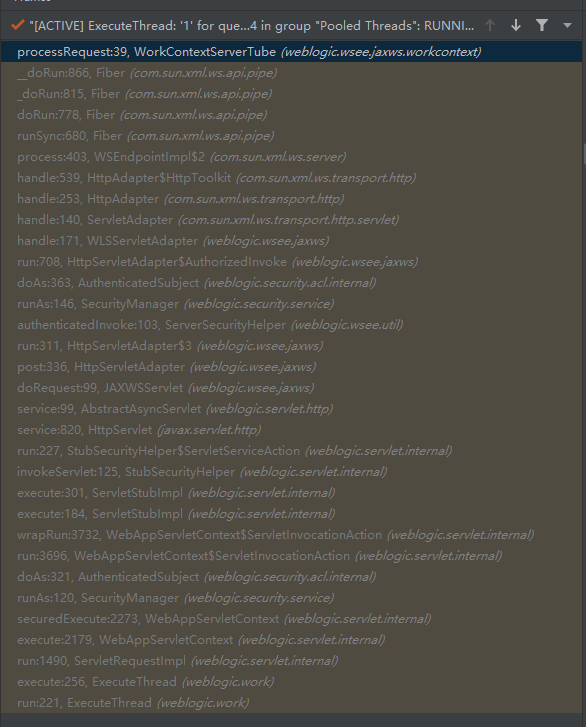 "[ACTIVE] ExecuteThread: '1' for que...4 in group "Pooled Threads": RUNNI...
processRequest:39, WorkContextServerTube (weblogic.wsee.jaxws.workcontext)
__doRun:866, Fiber (com.sun.xml.ws.api.pipe)
_doRun:815, Fiber (com.sun.xml.ws.api.pipe)
doRun:778, Fiber (com.sun.xml.ws.api.pipe)
runSync:680, Fiber (com.sun.xml.ws.api.pipe)
process:403, WSEndpointImpl$2 (com.sun.xml.ws.server)
handle:539, HttpAdapter$HttpToolkit (com.sun.xml.ws.transport.http)
handle:253, HttpAdapter (com.sun.xml.ws.transport.http)
handle:140, ServletAdapter (com.sun.xml.ws.transport.http.servlet)
handle:171, WLSServletAdapter (weblogic.wsee.jaxws)
run:708, HttpServletAdapter$AuthorizedInvoke (weblogic.wsee.jaxws)
doAs:363, AuthenticatedSubject (weblogic.security.acl.internal)
runAs:146, SecurityManager (weblogic.security.service)
authenticatedInvoke:103, ServerSecurityHelper (weblogic.wsee.util)
run:311, HttpServletAdapter$3 (weblogic.wsee.jaxws)
post:336, HttpServletAdapter (weblogic.wsee.jaxws)
doRequest:99, JAXWSServlet (weblogic.wsee.jaxws)
service:99, AbstractAsyncServlet (weblogic.servlet.http)
service:820, HttpServlet (javax.servlet.http)
run:227, StubSecurityHelper$ServletServiceAction (weblogic.servlet.internal)
invokeServlet:125, StubSecurityHelper (weblogic.servlet.internal)
execute:301, ServletStubImpl (weblogic.servlet.internal)
execute:184, ServletStubImpl (weblogic.servlet.internal)
wrapRun:3732, WebAppServletContext$ServletInvocationAction (weblogic.servlet.internal)
run:3696, WebAppServletContext$ServletInvocationAction (weblogic.servlet.internal)
doAs:321, AuthenticatedSubject (weblogic.security.acl.internal)
runAs:120, SecurityManager (weblogic.security.service)
securedExecute:2273, WebAppServletContext (weblogic.servlet.internal)
execute:2179, WebAppServletContext (weblogic.servlet.internal)
run:1490, ServletRequestImpl (weblogic.servlet.internal)
execute:256, ExecuteThread (weblogic.work)
run:221, ExecuteThread (weblogic.work)